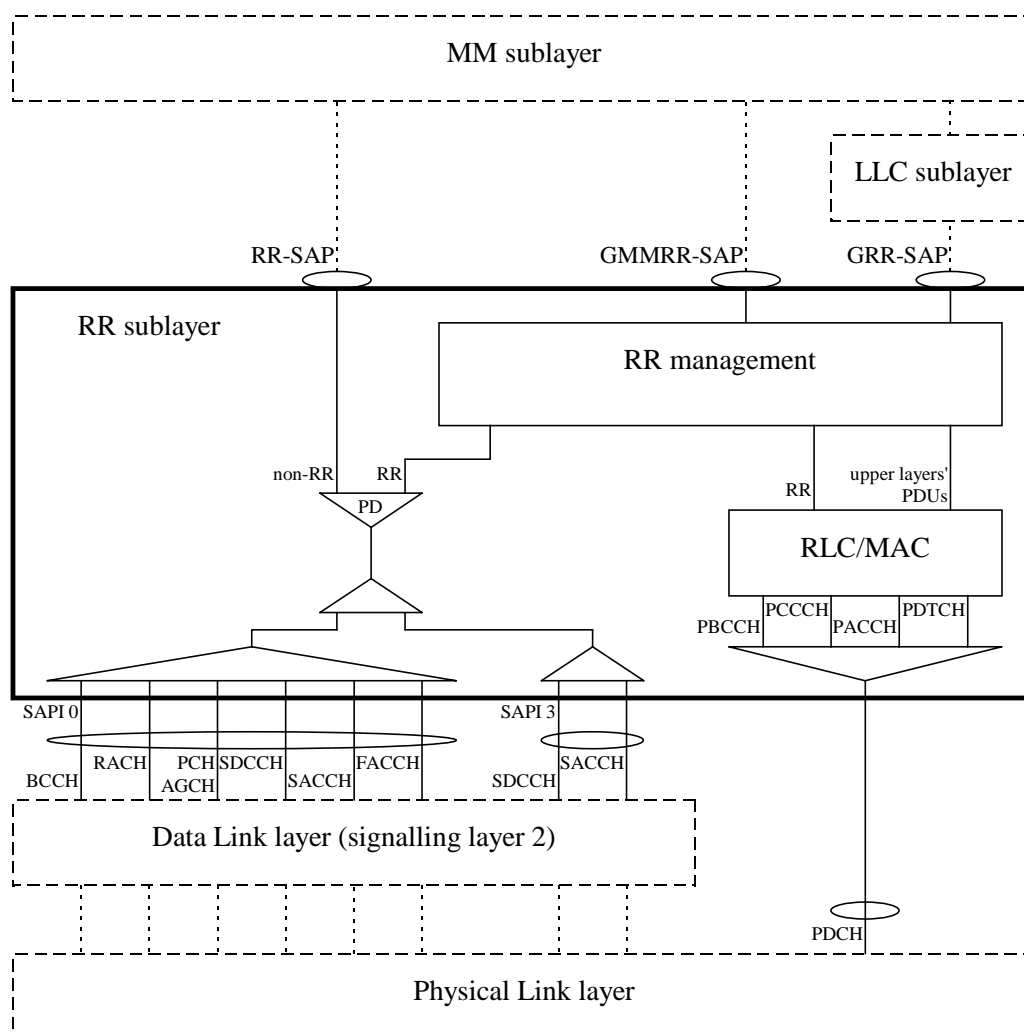 MM sublayer
LLC sublayer
RR-SAP
GMMRR-SAP
GRR-SAP
RR sublayer
RR management
non-RR
RR
PD
RR
upper layers'
PDUs
RLC/MAC
PBCCH
PCCCH
PACCH
PDTCH
SAPI 0
SAPI 3
BCCH
RACH
PCH
AGCH
SDCCH
SACCH
FACCH
SDCCH
SACCH
Data Link layer (signalling layer 2)
PDCH
Physical Link layer